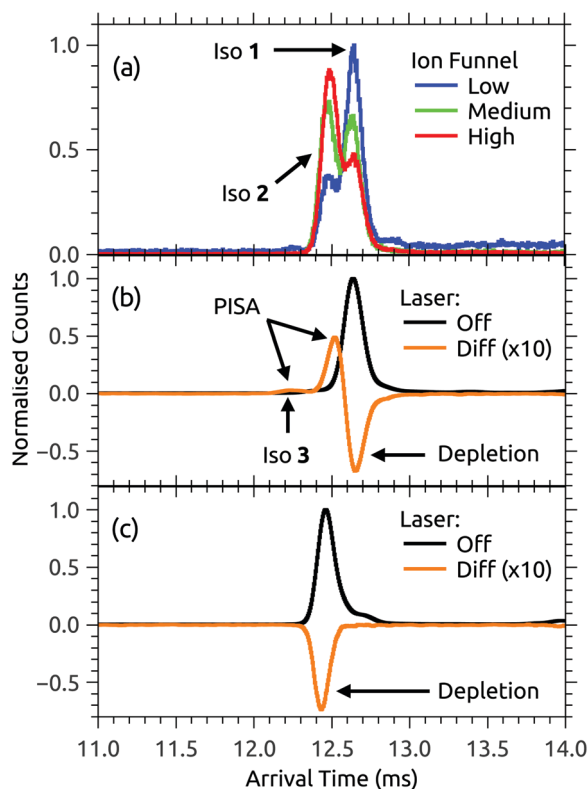 Normalised Counts
1.0
0.5
0.0
(a)
Iso 1
Iso 2
Ion Funnel
Low
Medium
High
1.0
0.5
0.0
−0.5
(b)
PISA
Iso 3
Laser:
Off
Diff (x10)
Depletion
1.0
0.5
0.0
−0.5
(c)
Laser:
Off
Diff (x10)
Depletion
11.0 11.5 12.0 12.5 13.0 13.5 14.0
Arrival Time (ms)